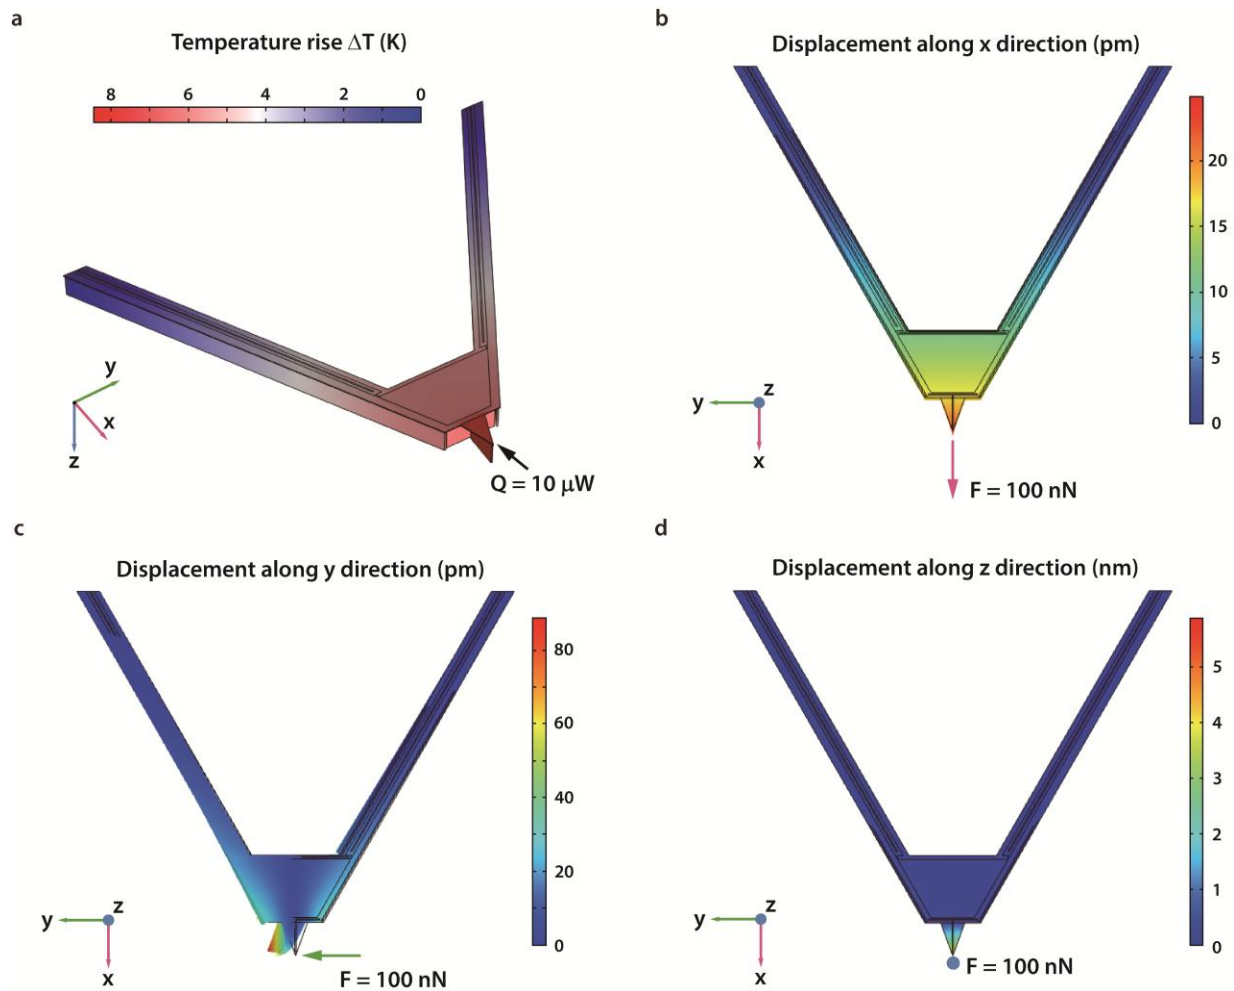 a
Temperature rise ΔT (K)
8 6 4 2 0
y
x
z
Q = 10 µW
b
Displacement along x direction (pm)
20
15
10
5
0
z
y
x
F = 100 nN
c
Displacement along y direction (pm)
80
60
40
20
0
z
y
x
F = 100 nN
d
Displacement along z direction (nm)
5
4
3
2
1
0
z
y
x
F = 100 nN